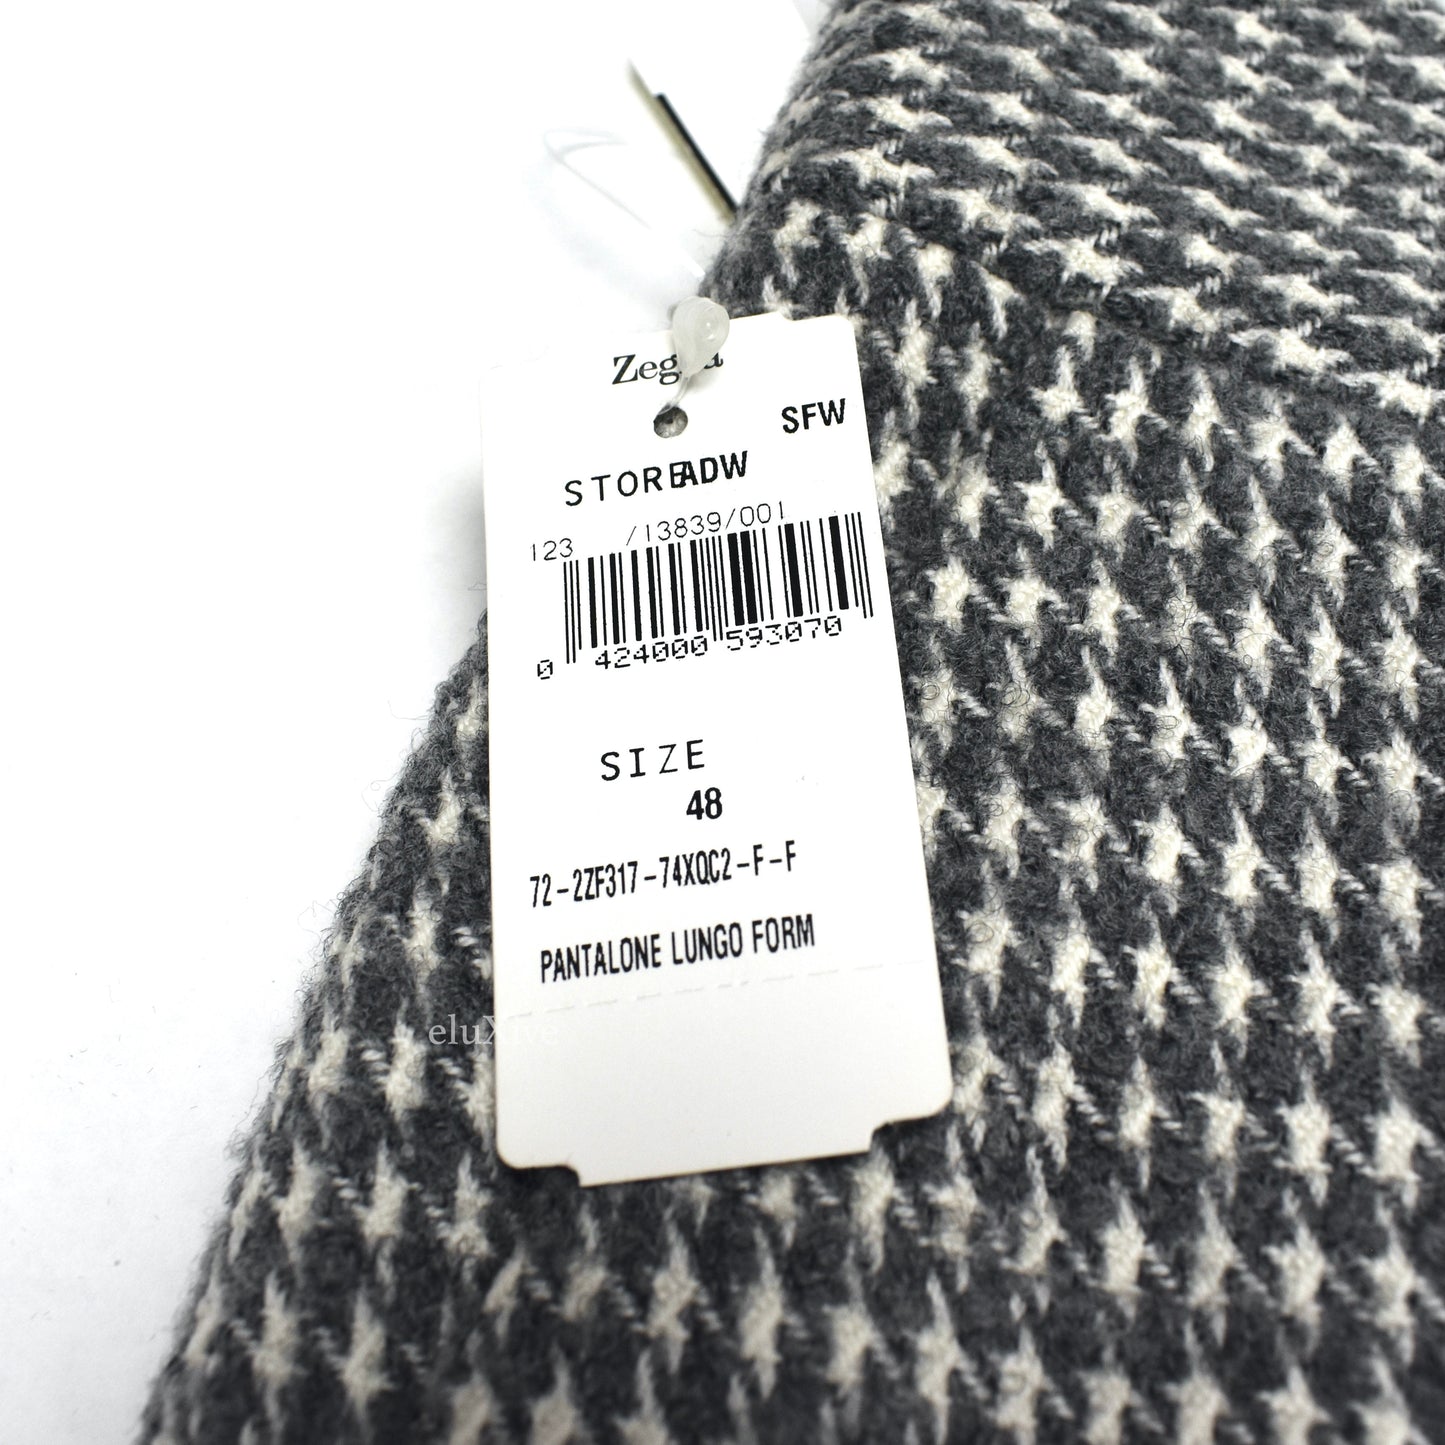 Zegna
SFW
STORE ADW
123 /13839/001
0 424000 593070
SIZE
48
72-2ZF317-74XQC2-F-F
PANTALONE LUNGO FORM
eluXive